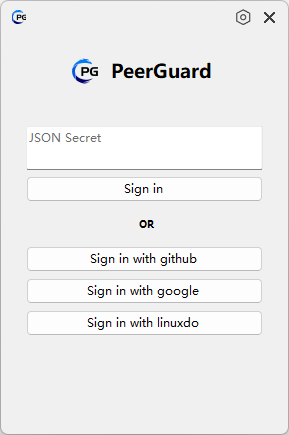 PG
PG PeerGuard
JSON Secret
Sign in
OR
Sign in with github
Sign in with google
Sign in with linuxdo